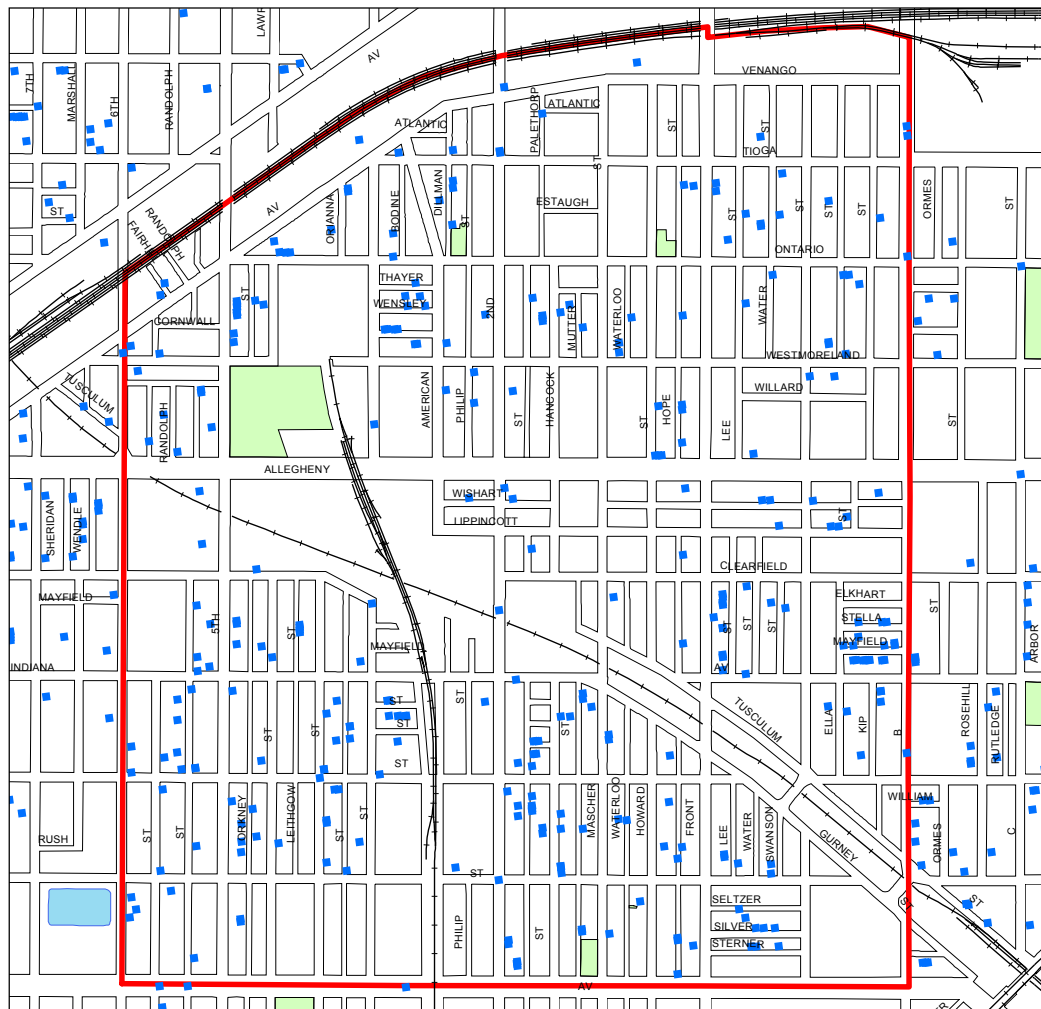 LAWR
AV
VENANGO
7TH
MARSHALL
6TH
RANDOLPH
ATLANTIC
PALETHORP
ATLANTIC
ST
ST
TIOGA
ST
ST
AV
ORIANNA
BODINE
DILLMAN
ST
ESTAUGH
ST
ST
ST
ST
ORMES
ST
RANDOLPH
FAIRH
ONTARIO
THAYER
WENSLEY
ST
2ND
MUTTER
WATERLOO
WATER
CORNWALL
WESTMORELAND
TUSCULUM
WILLARD
RANDOLPH
AMERICAN
PHILIP
ST
HANCOCK
ST
HOPE
LEE
ST
ALLEGHENY
WISHART
LIPPINCOTT
SHERIDAN
WENDLE
ST
CLEARFIELD
MAYFIELD
ELKHART
STELLA
MAYFIELD
5TH
ST
MAYFIELD
ST
ST
ST
ST
ARBOR
INDIANA
AV
ST
ST
ST
ST
ST
ST
ST
TUSCULUM
ELLA
KIP
B
ROSEHILL
RUTLEDGE
WILLIAM
RUSH
ST
ST
ORKNEY
LEITHGOW
ST
ST
MASCHER
WATERLOO
HOWARD
FRONT
LEE
WATER
SWANSON
GURNEY
ORMES
C
ST
SELTZER
SILVER
STERNER
PHILIP
ST
ST
ST
AV